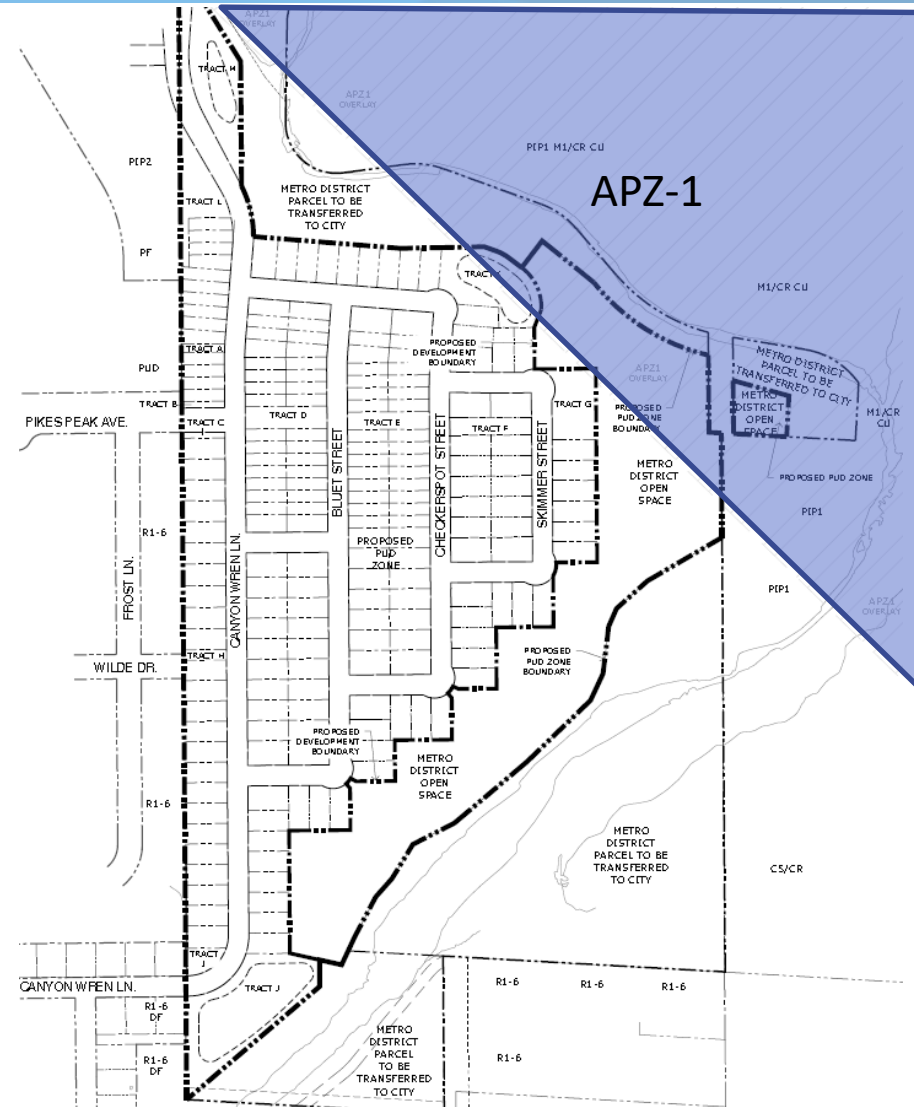 APZ1
OVERLAY
TRACT M
APZ1
OVERLAY
PIP2
PIP1 M1/CR CU
APZ-1
METRO DISTRICT
PARCEL TO BE
TRANSFERRED
TO CITY
TRACT L
PF
TRACT
M1/CR CU
PROPOSED
DEVELOPMENT
BOUNDARY
TRACT A
PUD
APZ1
OVERLAY
METRO DISTRICT
PARCEL TO BE
TRANSFERRED TO CITY
METRO
DISTRICT
OPEN
SPACE
M1/CR
CU
TRACT B
TRACT C
TRACT D
TRACT E
TRACT F
TRACT G
PROPOSED
PUD ZONE
BOUNDARY
PIKES PEAK AVE.
BLUET STREET
CHECKERSPOT STREET
SKIMMER STREET
METRO
DISTRICT
OPEN
SPACE
PROPOSED PUD ZONE
PIP1
R1-6
PROPOSED
PUD
ZONE
FROST LN.
CANYON WREN LN.
PIP1
APZ1
OVERLAY
WILDE DR.
TRACT H
PROPOSED
PUD ZONE
BOUNDARY
PROPOSED
DEVELOPMENT
BOUNDARY
METRO
DISTRICT
OPEN
SPACE
R1-6
METRO
DISTRICT
PARCEL TO BE
TRANSFERRED
TO CITY
CS/CR
TRACT
J
CANYON WREN LN.
TRACT J
R1-6
DF
R1-6
R1-6
R1-6
R1-6
DF
METRO
DISTRICT
PARCEL
TO BE
TRANSFERRED
TO CITY
R1-6